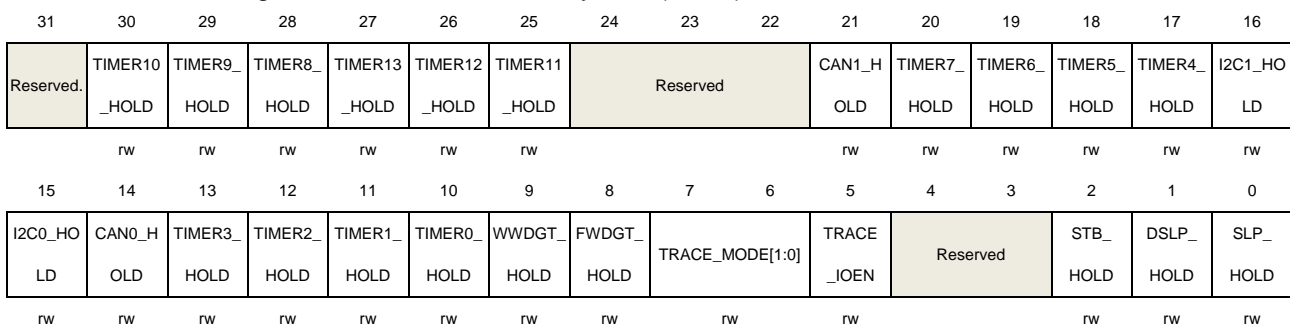 31 30 29 28 27 26 25 24 23 22 21 20 19 18 17 16
TIMER10 TIMER9_ TIMER8_ TIMER13 TIMER12 TIMER11 CAN1_H TIMER7_ TIMER6_ TIMER5_ TIMER4_ I2C1_HO
Reserved. Reserved
_HOLD HOLD HOLD _HOLD _HOLD _HOLD OLD HOLD HOLD HOLD HOLD LD
rw rw rw rw rw rw rw rw rw rw rw rw
15 14 13 12 11 10 9 8 7 6 5 4 3 2 1 0
I2C0_HO CAN0_H TIMER3_ TIMER2_ TIMER1_ TIMER0_ WWDGT_ FWDGT_ TRACE STB_ DSLP_ SLP_
TRACE_MODE[1:0] Reserved
LD OLD HOLD HOLD HOLD HOLD HOLD HOLD _IOEN HOLD HOLD HOLD
rw rw rw rw rw rw rw rw rw rw rw rw rw